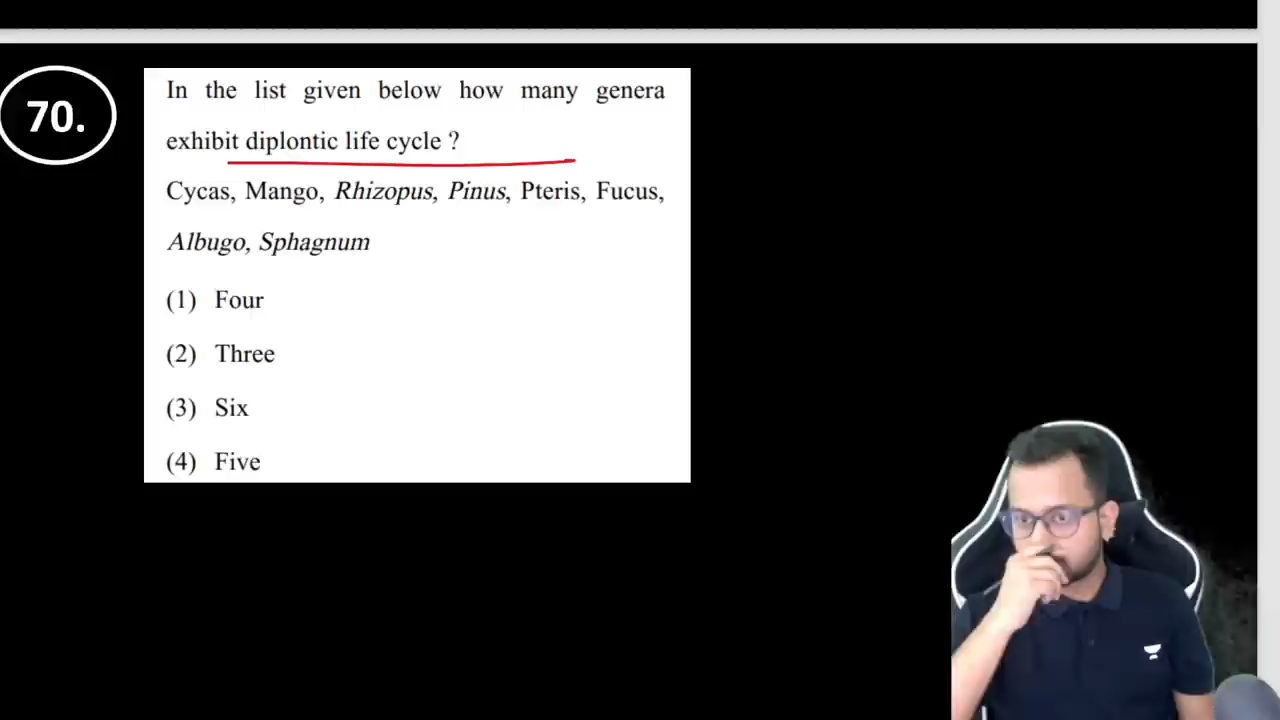 70.
In the list given below how many genera
exhibit diplontic life cycle ?
Cycas, Mango, Rhizopus, Pinus, Pteris, Fucus,
Albugo, Sphagnum
(1) Four
(2) Three
(3) Six
(4) Five